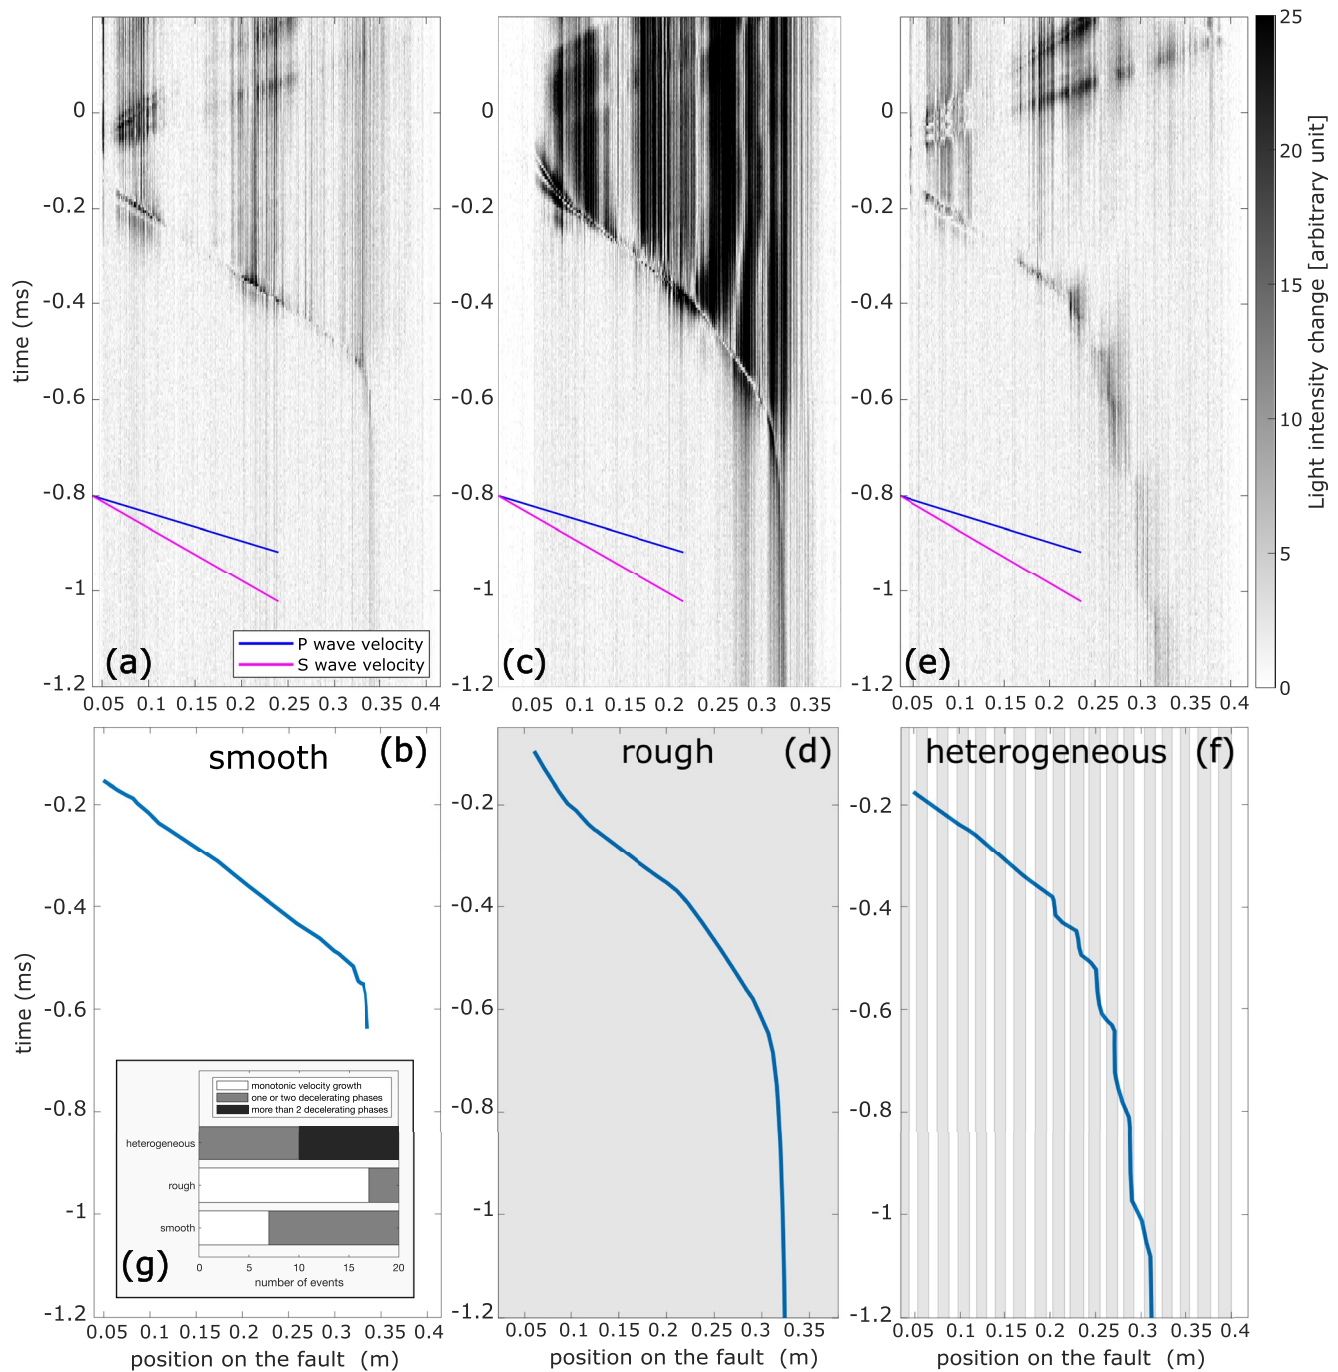 0
-0.2
-0.4
-0.6
-0.8
-1
-1.2
time (ms)
0.05 0.1 0.15 0.2 0.25 0.3 0.35 0.4
P wave velocity
S wave velocity
(a)
0
-0.2
-0.4
-0.6
-0.8
-1
-1.2
0.05 0.1 0.15 0.2 0.25 0.3 0.35
(c)
0
-0.2
-0.4
-0.6
-0.8
-1
-1.2
0.05 0.1 0.15 0.2 0.25 0.3 0.35 0.4
(e)
25
20
15
10
5
0
Light intensity change [arbitrary unit]
smooth (b)
-0.2
-0.4
-0.6
-0.8
-1
-1.2
time (ms)
monotonic velocity growth
one or two decelerating phases
more than 2 decelerating phases
heterogeneous
rough
smooth
0 5 10 15 20
number of events
(g)
0.05 0.1 0.15 0.2 0.25 0.3 0.35 0.4
position on the fault (m)
rough (d)
-0.2
-0.4
-0.6
-0.8
-1
-1.2
0.05 0.1 0.15 0.2 0.25 0.3 0.35
position on the fault (m)
heterogeneous (f)
-0.2
-0.4
-0.6
-0.8
-1
-1.2
0.05 0.1 0.15 0.2 0.25 0.3 0.35 0.4
position on the fault (m)